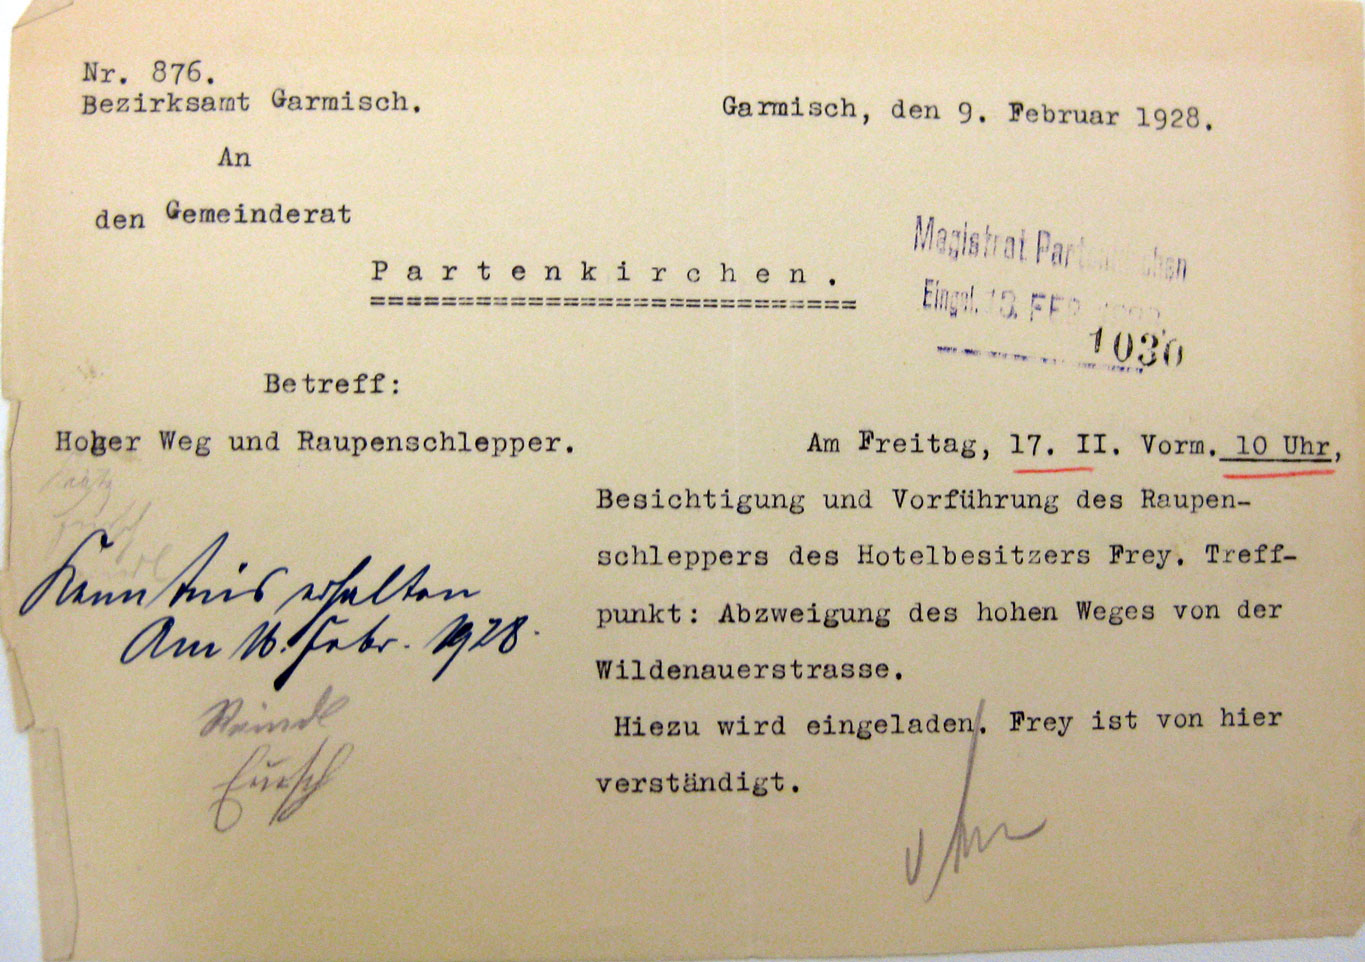 Nr. 876.
Bezirksamt Garmisch.
Garmisch, den 9. Februar 1928.
An
den Gemeinderat
Partenkirchen.
Magistrat Partenkirchen
Eingel. 13. FEB
1030
Betreff:
Hoher Weg und Raupenschlepper.
Am Freitag, 17. II. Vorm. 10 Uhr,
Besichtigung und Vorführung des Raupen-
schleppers des Hotelbesitzers Frey. Treff-
punkt: Abzweigung des hohen Weges von der
Wildenauerstrasse.
Hiezu wird eingeladen. Frey ist von hier
verständigt.
Kenntnis erhalten
Am 16. Febr. 1928.
Reindl